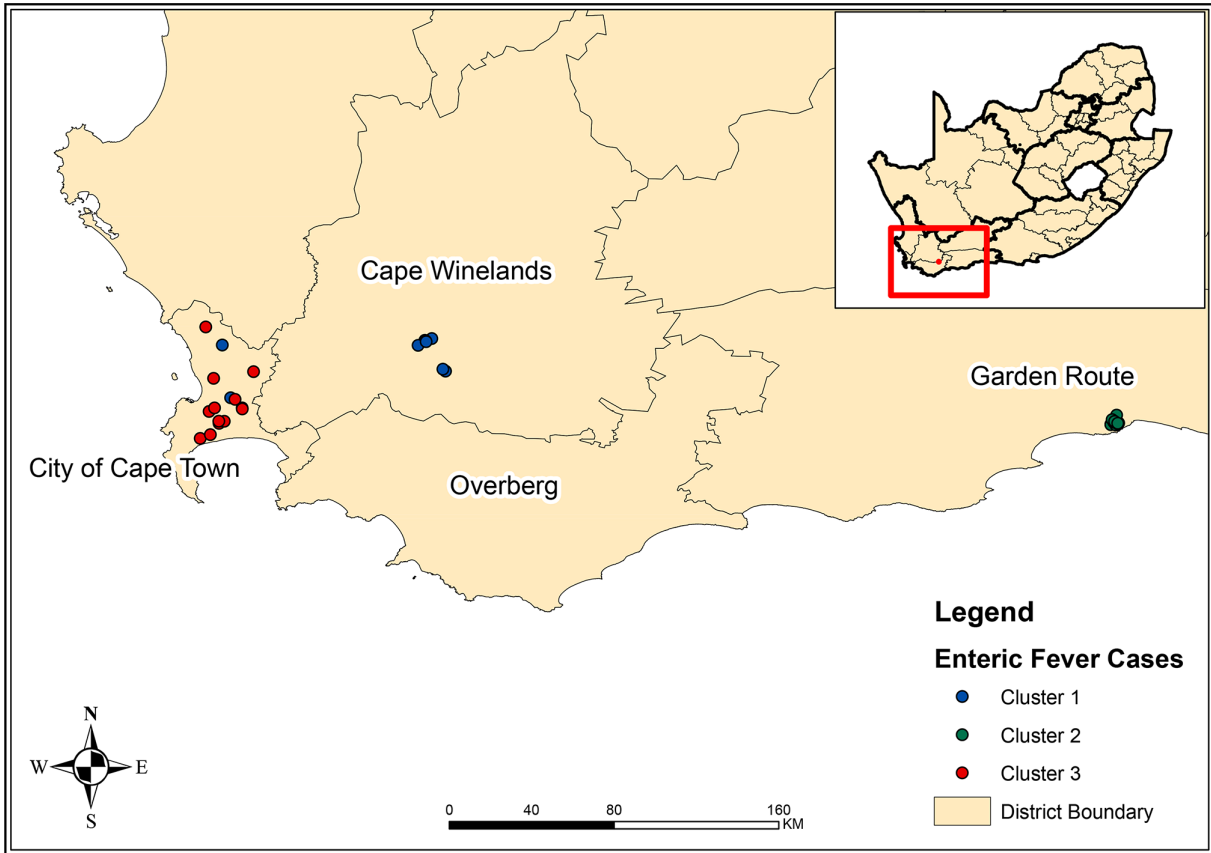 Cape Winelands
Garden Route
City of Cape Town
Overberg
Legend
Enteric Fever Cases
Cluster 1
Cluster 2
Cluster 3
District Boundary
N
W E
S
0 40 80 160
KM